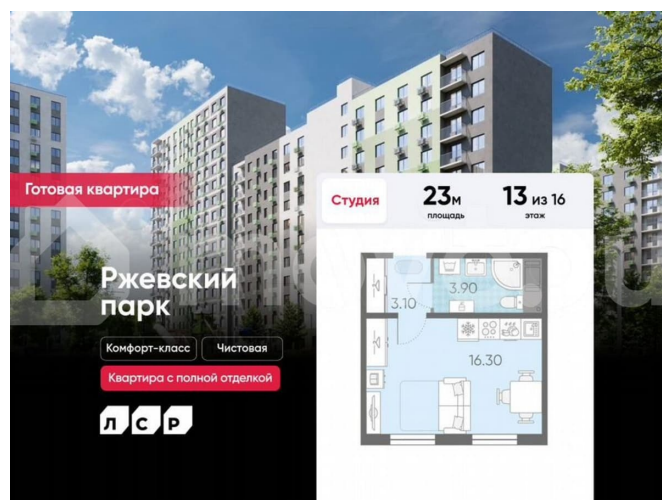 Готовая квартира
Студия
23м
площадь
13 из 16
этаж
Ржевский
парк
3.10
3.90
16.30
Комфорт-класс
Чистовая
Квартира с полной отделкой
ЛСР